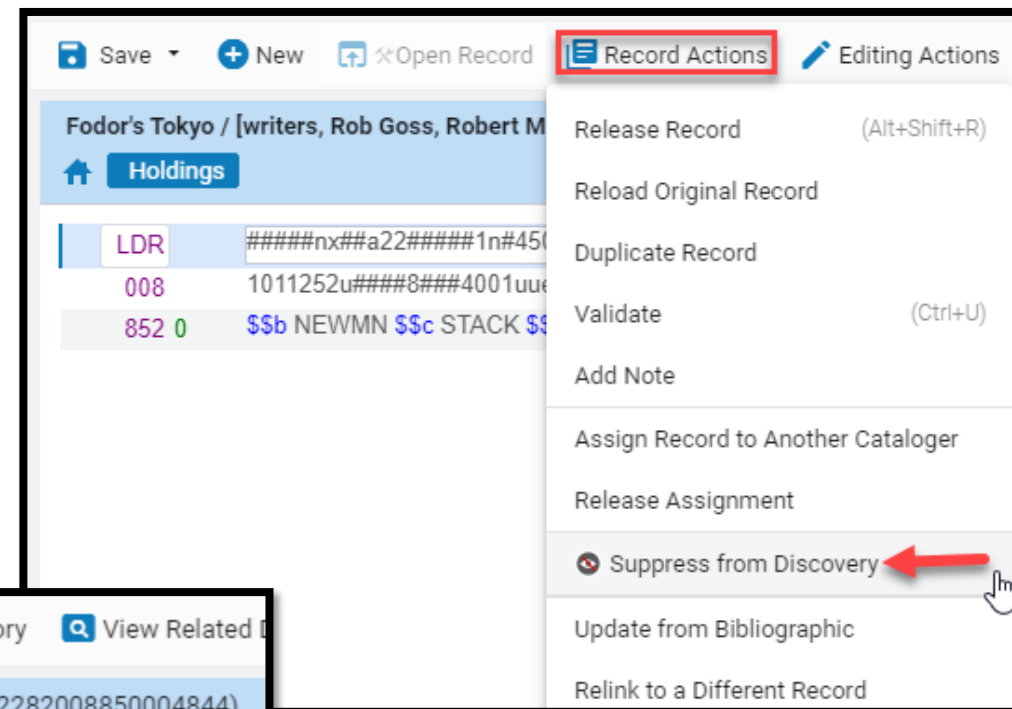 Save New Open Record Record Actions Editing Actions
Fodor's Tokyo / [writers, Rob Goss, Robert M
Holdings
LDR #####nx##a22#####1n#450
008 1011252u####8###4001uue
852 0 $$b NEWMN $$c STACK $$
Release Record (Alt+Shift+R)
Reload Original Record
Duplicate Record
Validate (Ctrl+U)
Add Note
Assign Record to Another Cataloger
Release Assignment
Suppress from Discovery
Update from Bibliographic
Relink to a Different Record
ory View Related
2282008850004844)